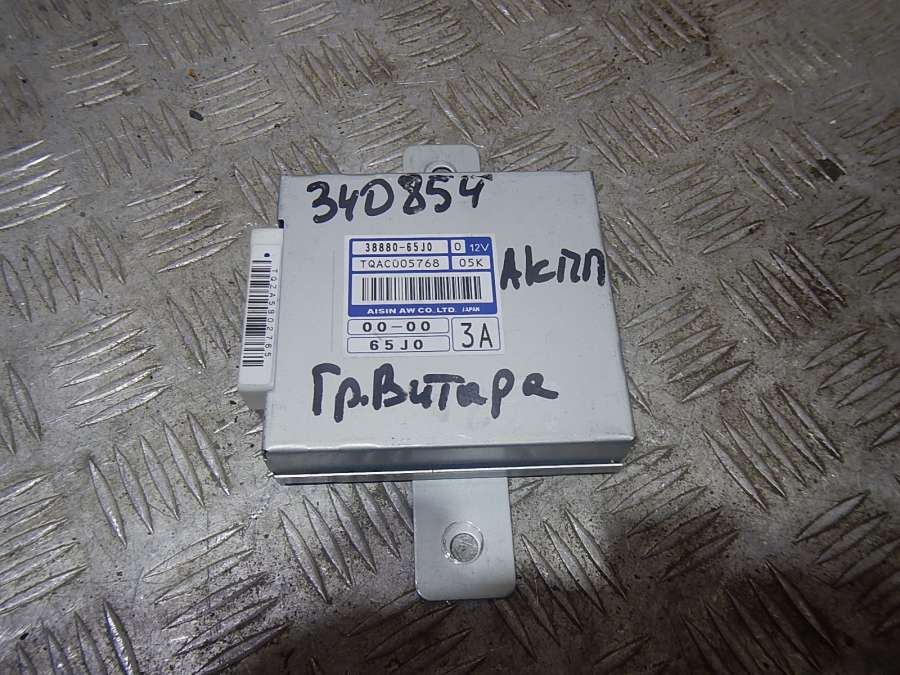 34D854
38880-65J0 0 12V
TQAC005768 05K
AISIN AW CO.,LTD. JAPAN
00-00
65J0
3A
АКПП
Гр.Витара
TQZA5902765